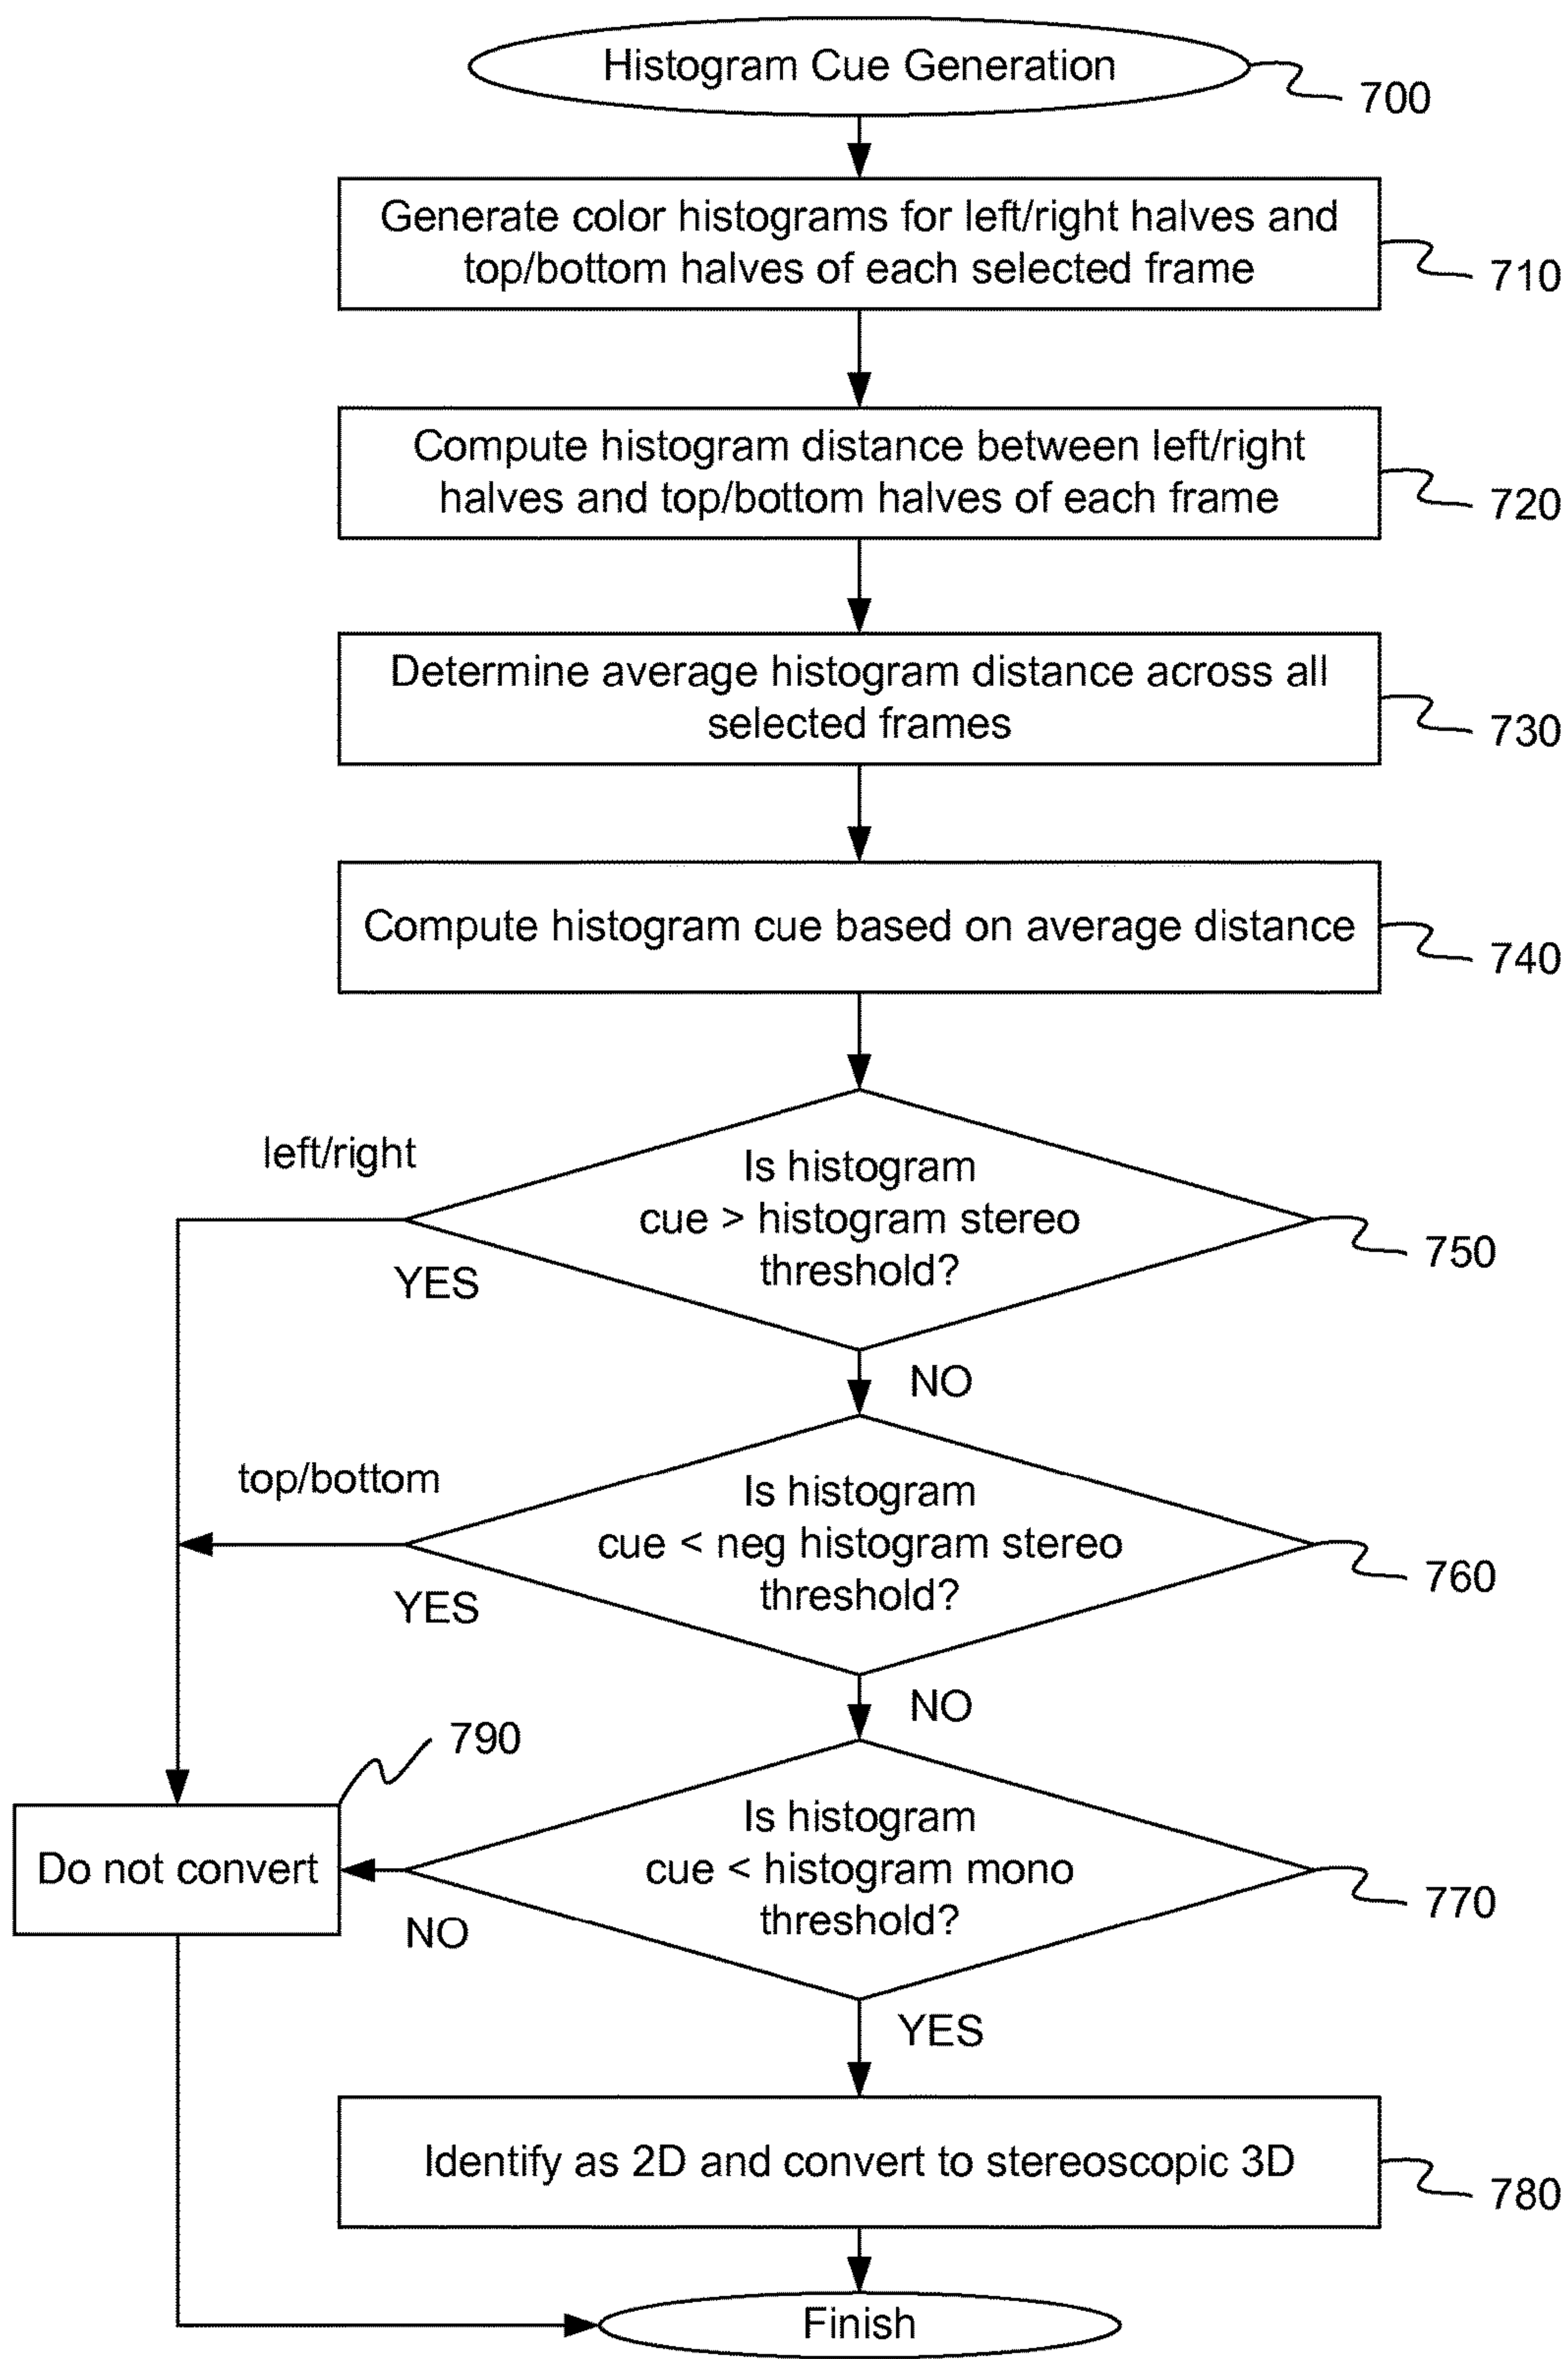 Histogram Cue Generation
700
Generate color histograms for left/right halves and
top/bottom halves of each selected frame
710
Compute histogram distance between left/right
halves and top/bottom halves of each frame
720
Determine average histogram distance across all
selected frames
730
Compute histogram cue based on average distance
740
left/right
Is histogram
cue > histogram stereo
threshold?
750
YES
NO
top/bottom
Is histogram
cue < neg histogram stereo
threshold?
760
YES
NO
790
Do not convert
Is histogram
cue < histogram mono
threshold?
770
NO
YES
Identify as 2D and convert to stereoscopic 3D
780
Finish